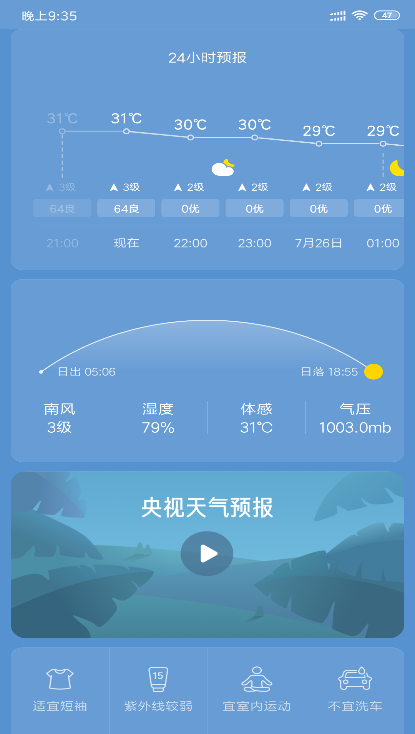 晚上9:35 47
24小时预报
31℃ 31℃ 30℃ 30℃ 29℃ 29℃
3级 3级 2级 2级 2级 2级
64良 64良 0优 0优 0优 0优
21:00 现在 22:00 23:00 7月26日 01:00
日出 05:06 日落 18:55
南风 湿度 体感 气压
3级 79% 31℃ 1003.0mb
央视天气预报
15
适宜短袖 紫外线较弱 宜室内运动 不宜洗车